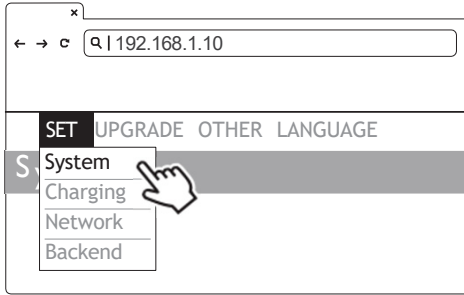 192.168.1.10
SET UPGRADE OTHER LANGUAGE
System
Charging
Network
Backend